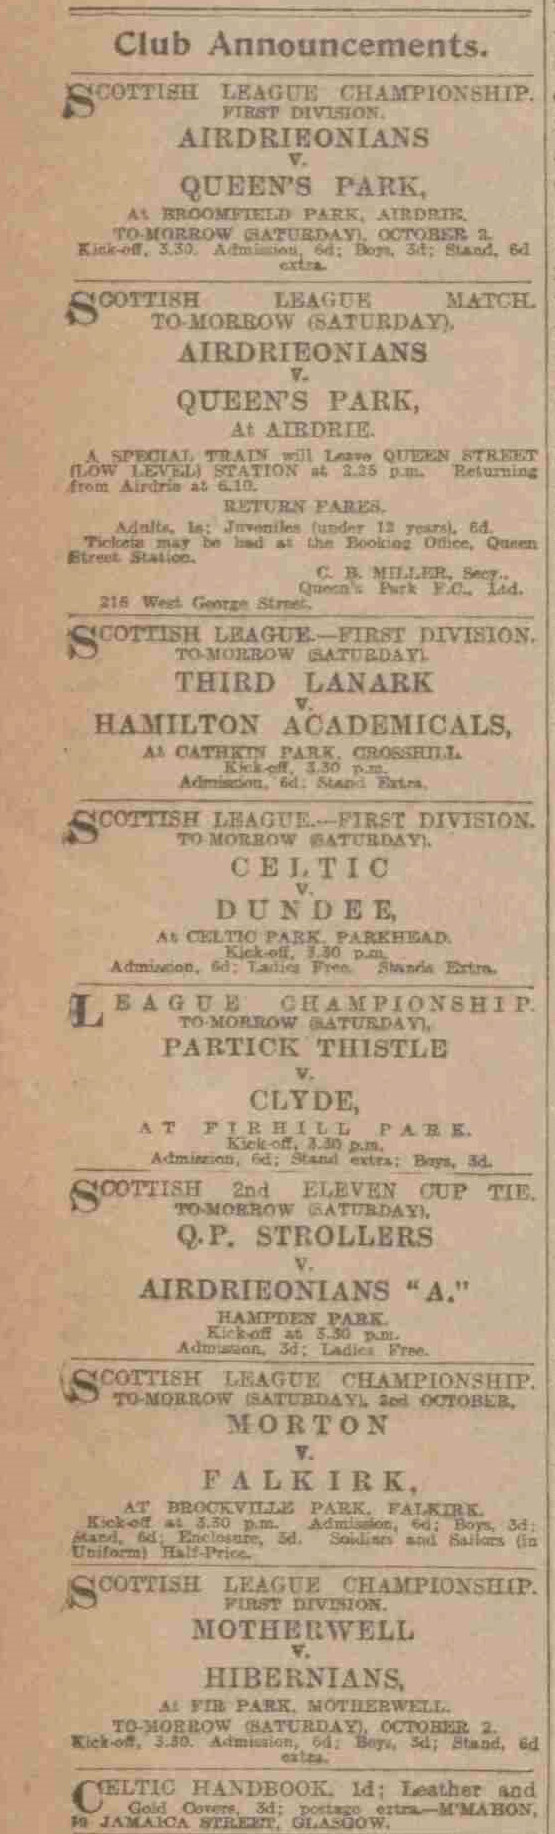 Club Announcements.
SCOTTISH LEAGUE CHAMPIONSHIP.
FIRST DIVISION.
AIRDRIEONIANS
v.
QUEEN'S PARK,
At BROOMFIELD PARK, AIRDRIE.
TO-MORROW (SATURDAY), OCTOBER 2.
Kick-off, 3.30. Admission, 6d; Boys, 3d; Stand, 6d
extra.
SCOTTISH LEAGUE MATCH.
TO-MORROW (SATURDAY),
AIRDRIEONIANS
v.
QUEEN'S PARK,
At AIRDRIE.
A SPECIAL TRAIN will Leave QUEEN STREET
(LOW LEVEL) STATION at 2.25 p.m. Returning
from Airdrie at 6.10.
RETURN FARES.
Adults, 1s; Juveniles (under 12 years), 6d.
Tickets may be had at the Booking Office, Queen
Street Station.
C. B. MILLER, Secy.,
Queen's Park F.C., Ltd.
216 West George Street.
SCOTTISH LEAGUE.—FIRST DIVISION.
TO-MORROW (SATURDAY).
THIRD LANARK
v.
HAMILTON ACADEMICALS,
At CATHKIN PARK, CROSSHILL.
Kick-off, 3.30 p.m.
Admission, 6d; Stand Extra.
SCOTTISH LEAGUE.—FIRST DIVISION.
TO-MORROW (SATURDAY).
CELTIC
v.
DUNDEE,
At CELTIC PARK, PARKHEAD.
Kick-off, 3.30 p.m.
Admission, 6d; Ladies Free. Stands Extra.
LEAGUE CHAMPIONSHIP.
TO-MORROW (SATURDAY),
PARTICK THISTLE
v.
CLYDE,
AT FIRHILL PARK.
Kick-off, 3.30 p.m.
Admission, 6d; Stand extra; Boys, 3d.
SCOTTISH 2nd ELEVEN CUP TIE.
TO-MORROW (SATURDAY),
Q.P. STROLLERS
v.
AIRDRIEONIANS "A."
HAMPDEN PARK.
Kick-off at 3.30 p.m.
Admission, 3d; Ladies Free.
SCOTTISH LEAGUE CHAMPIONSHIP.
TO-MORROW (SATURDAY), 2nd OCTOBER,
MORTON
v.
FALKIRK,
AT BROCKVILLE PARK, FALKIRK.
Kick-off at 3.30 p.m. Admission, 6d; Boys, 3d;
Stand, 6d; Enclosure, 3d. Soldiers and Sailors (in
Uniform) Half-Price.
SCOTTISH LEAGUE CHAMPIONSHIP.
FIRST DIVISION.
MOTHERWELL
v.
HIBERNIANS,
At FIR PARK, MOTHERWELL.
TO-MORROW (SATURDAY), OCTOBER 2.
Kick-off, 3.30. Admission, 6d; Boys, 3d; Stand, 6d
extra.
CELTIC HANDBOOK, 1d; Leather and
Gold Covers, 3d; postage extra—M'MAHON,
JAMAICA STREET, GLASGOW.